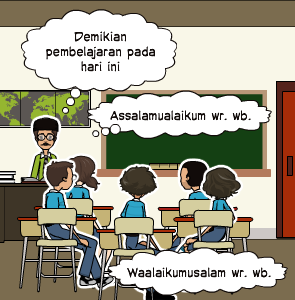 Demikian
pembelajaran pada
hari ini
Assalamualaikum wr. wb.
Waalaikumusalam wr. wb.